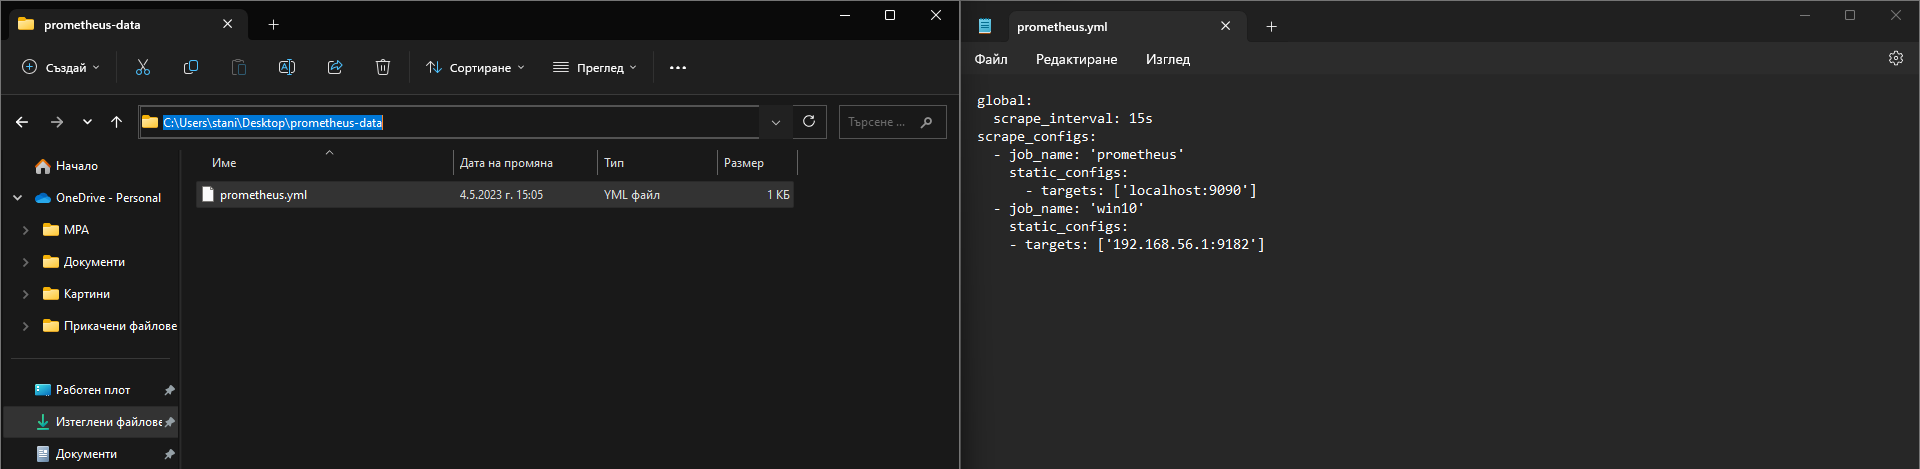 prometheus-data
Създай
Сортиране
Преглед
C:\Users\stani\Desktop\prometheus-data
Търсене ...
Начало
OneDrive - Personal
MPA
Документи
Картини
Прикачени файлове
Работен плот
Изтеглени файлове
Документи
Име
Дата на промяна
Тип
Размер
prometheus.yml
4.5.2023 г. 15:05
YML файл
1 КБ
prometheus.yml
Файл
Редактиране
Изглед
global:
  scrape_interval: 15s
scrape_configs:
  - job_name: 'prometheus'
    static_configs:
      - targets: ['localhost:9090']
  - job_name: 'win10'
    static_configs:
    - targets: ['192.168.56.1:9182']